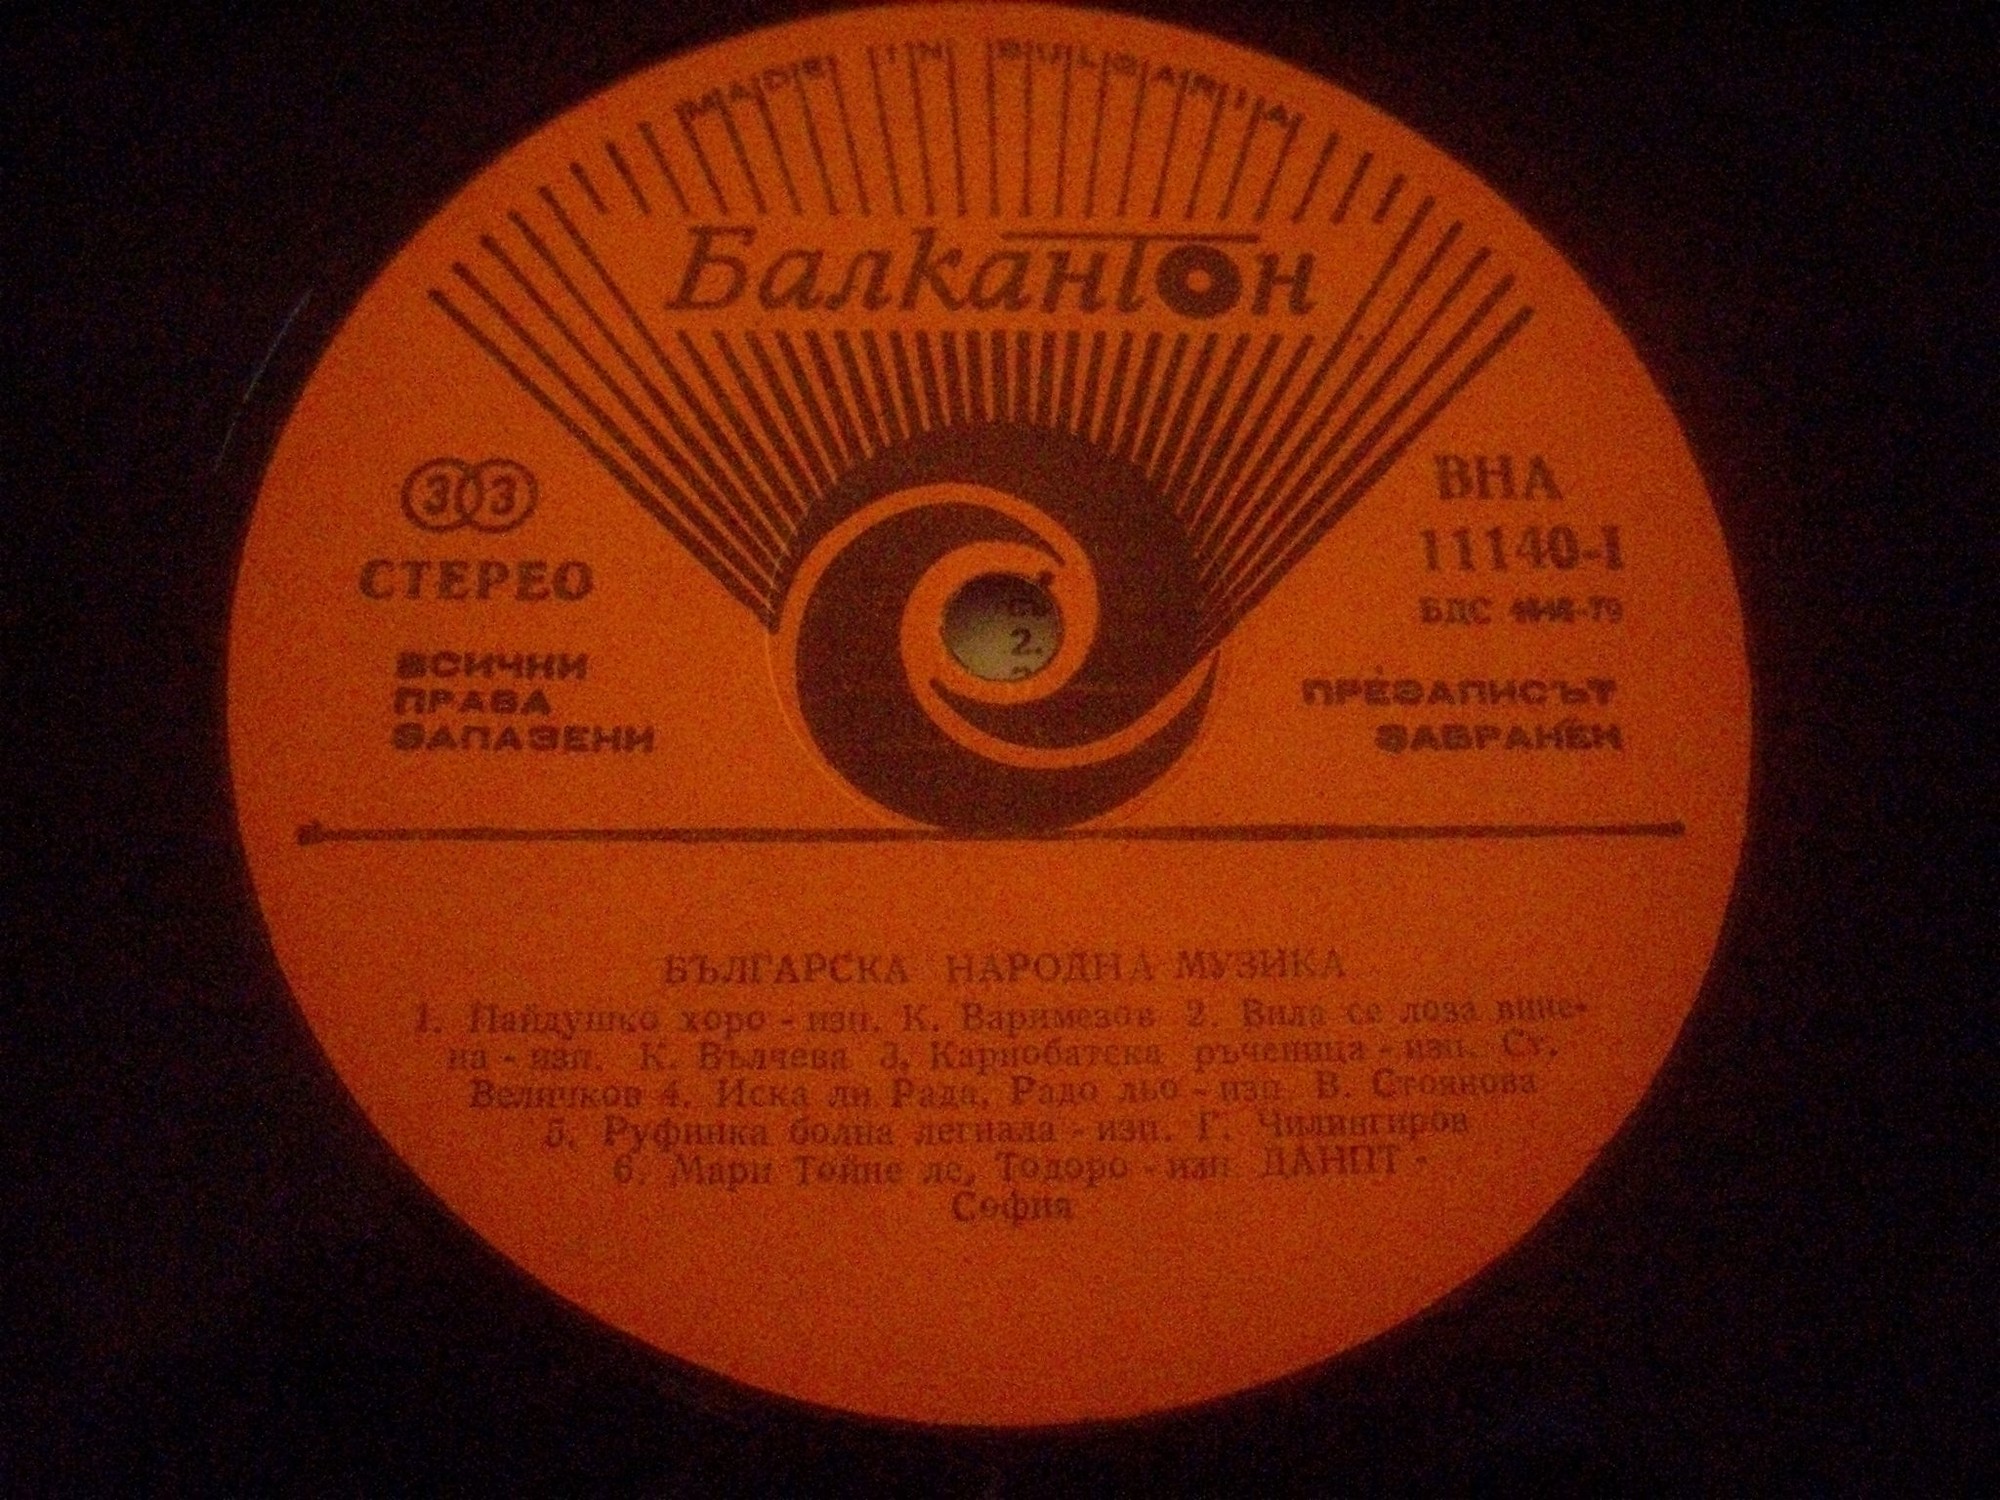 MADE IN BULGARIA
Балкантон
33
СТЕРЕО
ВСИЧНИ
ПРАВА
ЗАПАЗЕНИ
ВНА
11140-I
БДС
ПРЕЗАПИСЪТ
ЗАБРАНЕН
2.
БЪЛГАРСКА НАРОДНА МУЗИКА
1. Пайдушко хоро - изп. К. Варимезов 2. Вила се лоза вине-
на - изп. К. Вълчева 3. Карнобатска ръченица - изп. Ст.
Величков 4. Иска ли Рада, Радо льо - изп. В. Стоянова
5. Руфинка болна легнала - изп. Г. Чилингиров
6. Мари Тойне ле, Тодоро - изп. ДАНПТ -
София